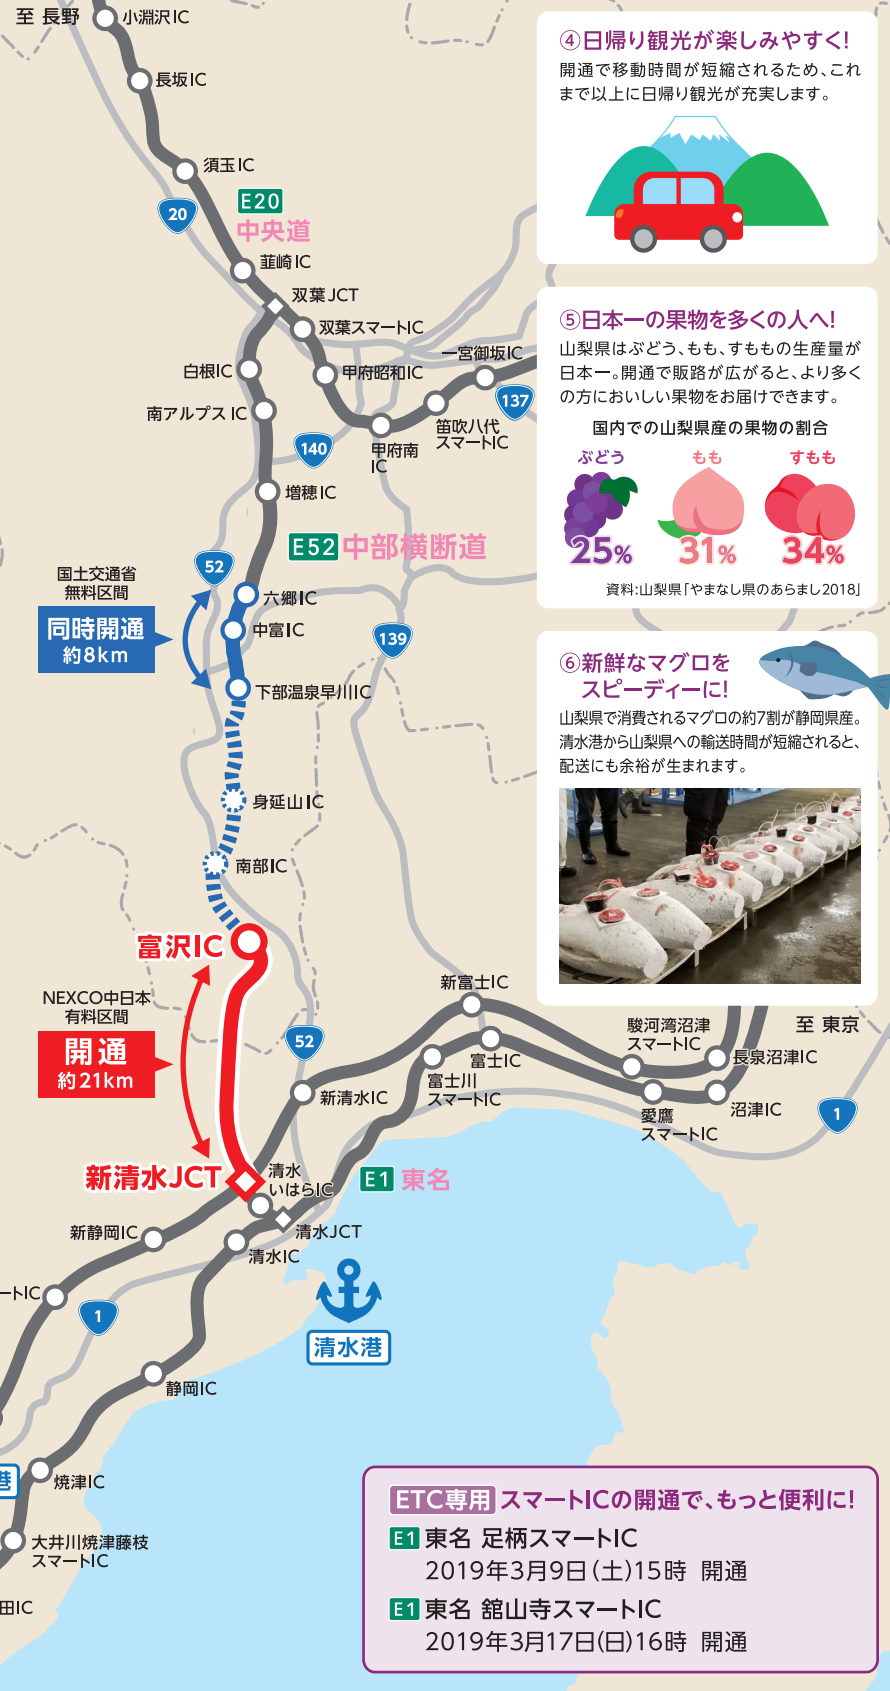 至 長野
小淵沢IC
長坂IC
須玉IC
20
E20
中央道
韮崎IC
双葉JCT
双葉スマートIC
白根IC
甲府昭和IC
一宮御坂IC
137
南アルプスIC
140
甲府南
IC
笛吹八代
スマートIC
増穂IC
E52 中部横断道
52
国土交通省
無料区間
同時開通
約8km
六郷IC
中富IC
139
下部温泉早川IC
身延山IC
南部IC
富沢IC
NEXCO中日本
有料区間
開通
約21km
52
新富士IC
富士IC
富士川
スマートIC
駿河湾沼津
スマートIC
至 東京
長泉沼津IC
沼津IC
愛鷹
スマートIC
1
新清水IC
新清水JCT
清水
いはらIC
E1 東名
清水JCT
新静岡IC
清水IC
ートIC
1
清水港
静岡IC
港
焼津IC
大井川焼津藤枝
スマートIC
田IC
④日帰り観光が楽しみやすく!
開通で移動時間が短縮されるため、これ
まで以上に日帰り観光が充実します。
⑤日本一の果物を多くの人へ!
山梨県はぶどう、もも、すももの生産量が
日本一。開通で販路が広がると、より多く
の方においしい果物をお届けできます。
国内での山梨県産の果物の割合
ぶどう もも すもも
25% 31% 34%
資料:山梨県「やまなし県のあらまし2018」
⑥新鮮なマグロを
スピーディーに!
山梨県で消費されるマグロの約7割が静岡県産。
清水港から山梨県への輸送時間が短縮されると、
配送にも余裕が生まれます。
ETC専用 スマートICの開通で、もっと便利に!
E1 東名 足柄スマートIC
2019年3月9日(土)15時 開通
E1 東名 舘山寺スマートIC
2019年3月17日(日)16時 開通